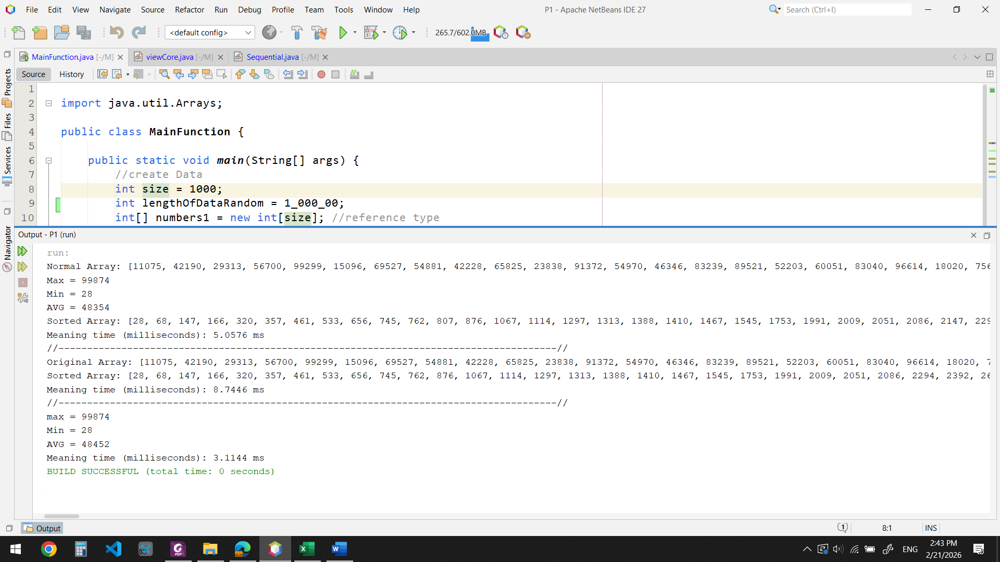 File Edit View Navigate Source Refactor Run Debug Profile Team Tools Window Help P1 - Apache NetBeans IDE 27 Search (Ctrl+I)
<default config> 265.7/602.0MB
MainFunction.java [-/M] viewCore.java [-/M] Sequential.java [-/M]
Source History
Projects
Files
Services
Navigator
1
2 import java.util.Arrays;
3
4 public class MainFunction {
5
6 public static void main(String[] args) {
7 //create Data
8 int size = 1000;
9 int lengthOfDataRandom = 1_000_00;
10 int[] numbers1 = new int[size]; //reference type
Output - P1 (run)
run:
Normal Array: [11075, 42190, 29313, 56700, 99299, 15096, 69527, 54881, 42228, 65825, 23838, 91372, 54970, 46346, 83239, 89521, 52203, 60051, 83040, 96614, 18020, 756
Max = 99874
Min = 28
AVG = 48354
Sorted Array: [28, 68, 147, 166, 320, 357, 461, 533, 656, 745, 762, 807, 876, 1067, 1114, 1297, 1313, 1388, 1410, 1467, 1545, 1753, 1991, 2009, 2051, 2086, 2147, 229
Meaning time (milliseconds): 5.0576 ms
//---------------------------------------------------------------------------------------//
Original Array: [11075, 42190, 29313, 56700, 99299, 15096, 69527, 54881, 42228, 65825, 23838, 91372, 54970, 46346, 83239, 89521, 52203, 60051, 83040, 96614, 18020, 7
Sorted Array: [28, 68, 147, 166, 320, 357, 461, 533, 656, 745, 762, 876, 1067, 1114, 1297, 1313, 1388, 1410, 1467, 1545, 1753, 1991, 2009, 2051, 2086, 2294, 2392, 26
Meaning time (milliseconds): 8.7446 ms
//---------------------------------------------------------------------------------------//
max = 99874
Min = 28
AVG = 48452
Meaning time (milliseconds): 3.1144 ms
BUILD SUCCESSFUL (total time: 0 seconds)
Output 1 8:1 INS
ENG 2:43 PM
2/21/2026